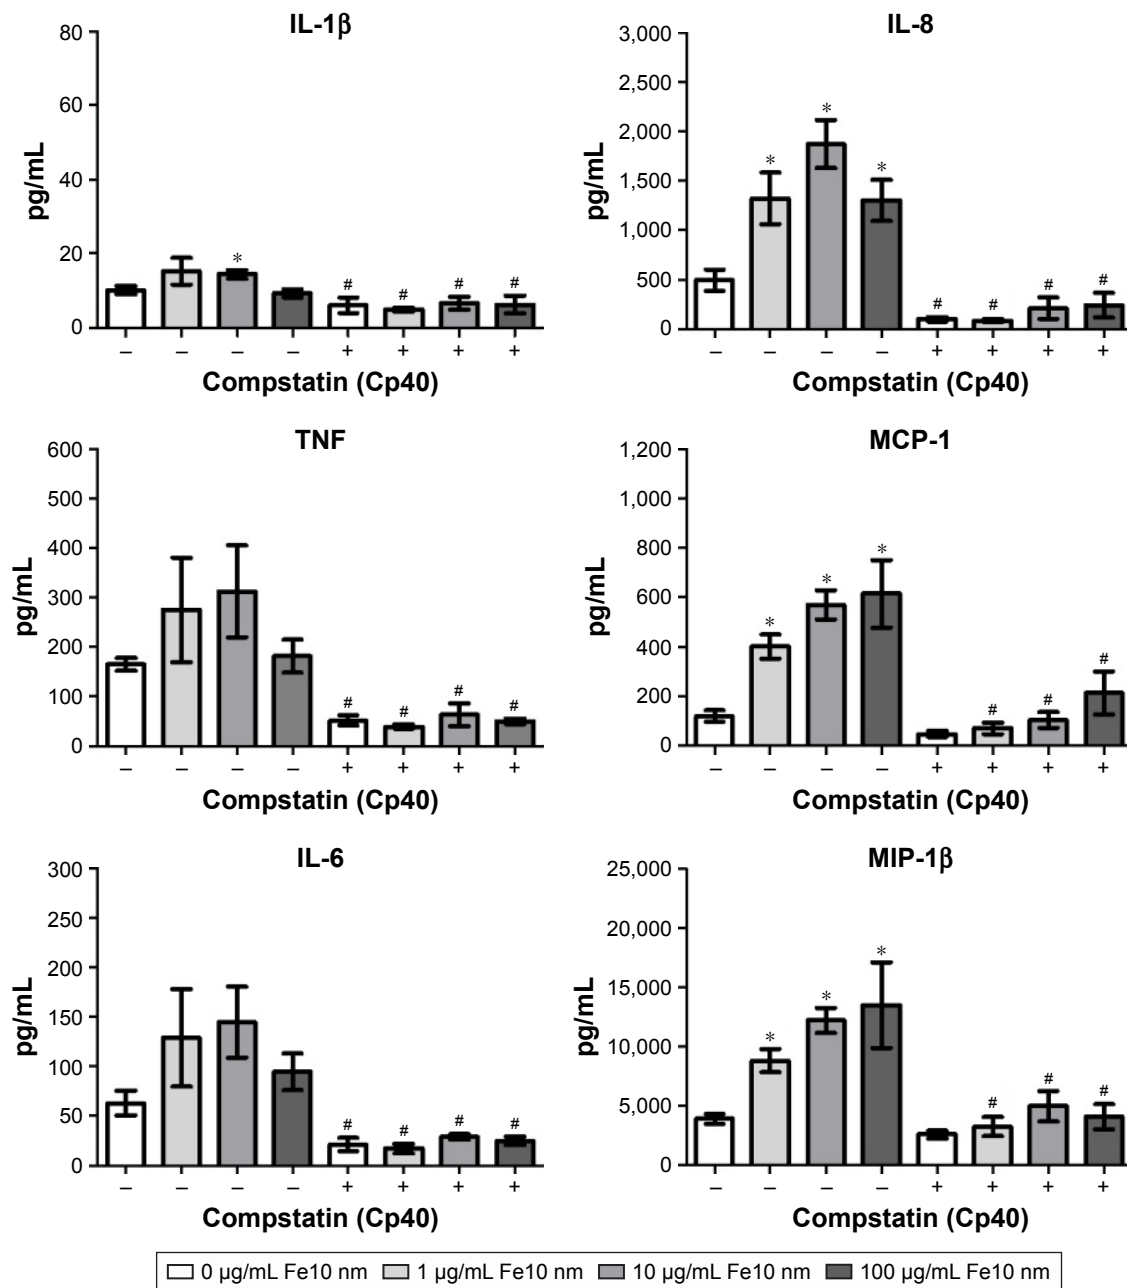 IL-1β
80
60
40
20
0
pg/mL
*
# # # #
– – – – + + + +
Compstatin (Cp40)
IL-8
3,000
2,500
2,000
1,500
1,000
500
0
pg/mL
* * *
# # # #
– – – – + + + +
Compstatin (Cp40)
TNF
600
500
400
300
200
100
0
pg/mL
# # # #
– – – – + + + +
Compstatin (Cp40)
MCP-1
1,200
1,000
800
600
400
200
0
pg/mL
* * *
# # #
– – – – + + + +
Compstatin (Cp40)
IL-6
300
250
200
150
100
50
0
pg/mL
# # # #
– – – – + + + +
Compstatin (Cp40)
MIP-1β
25,000
20,000
15,000
10,000
5,000
0
pg/mL
* * *
# # #
– – – – + + + +
Compstatin (Cp40)
0 µg/mL Fe10 nm 1 µg/mL Fe10 nm 10 µg/mL Fe10 nm 100 µg/mL Fe10 nm